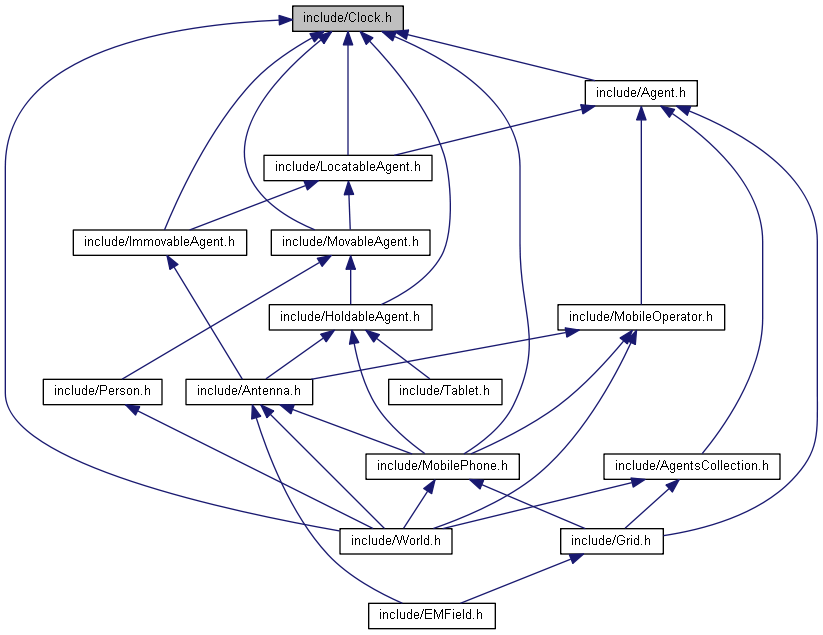 include/Clock.h
include/Agent.h
include/LocatableAgent.h
include/ImmovableAgent.h
include/MovableAgent.h
include/HoldableAgent.h
include/MobileOperator.h
include/Person.h
include/Antenna.h
include/Tablet.h
include/MobilePhone.h
include/AgentsCollection.h
include/World.h
include/Grid.h
include/EMField.h